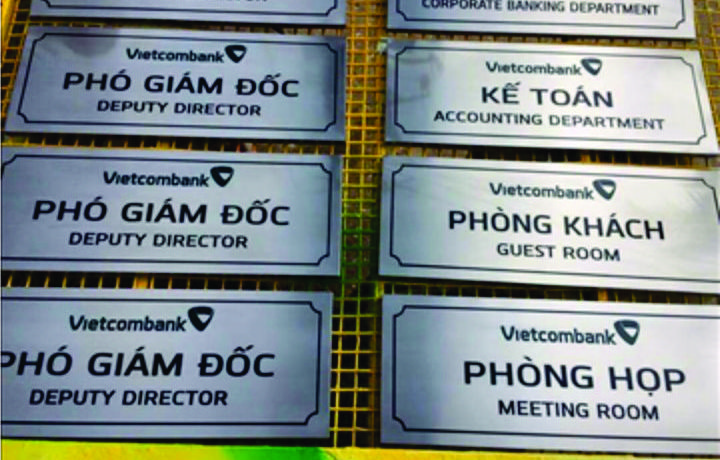 DIRECTOR
CORPORATE BANKING DEPARTMENT
Vietcombank
PHÓ GIÁM ĐỐC
DEPUTY DIRECTOR
Vietcombank
KẾ TOÁN
ACCOUNTING DEPARTMENT
Vietcombank
PHÓ GIÁM ĐỐC
DEPUTY DIRECTOR
Vietcombank
PHÒNG KHÁCH
GUEST ROOM
Vietcombank
PHÓ GIÁM ĐỐC
DEPUTY DIRECTOR
Vietcombank
PHÒNG HỌP
MEETING ROOM